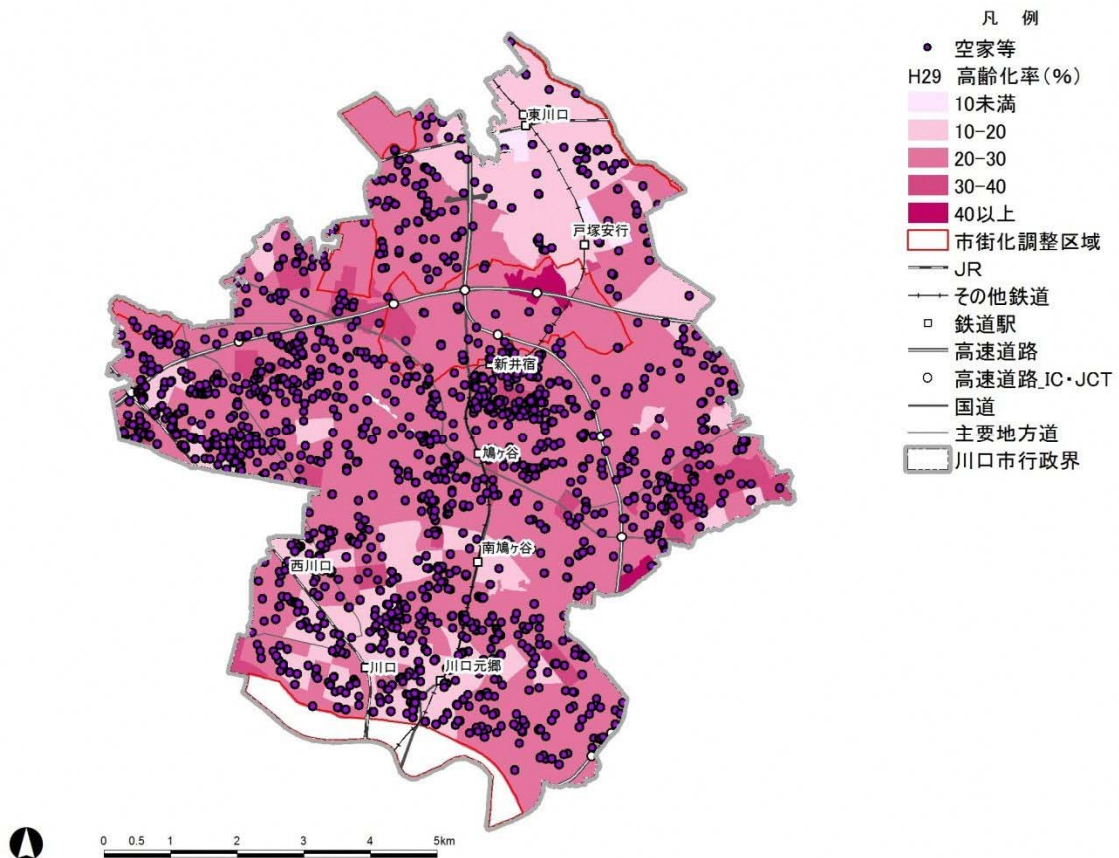 凡 例
空家等
H29 高齢化率(%)
10未満
10-20
20-30
30-40
40以上
市街化調整区域
JR
その他鉄道
鉄道駅
高速道路
高速道路_IC・JCT
国道
主要地方道
川口市行政界
東川口
戸塚安行
新井宿
鳩ヶ谷
南鳩ヶ谷
西川口
川口
川口元郷
0 0.5 1 2 3 4 5km